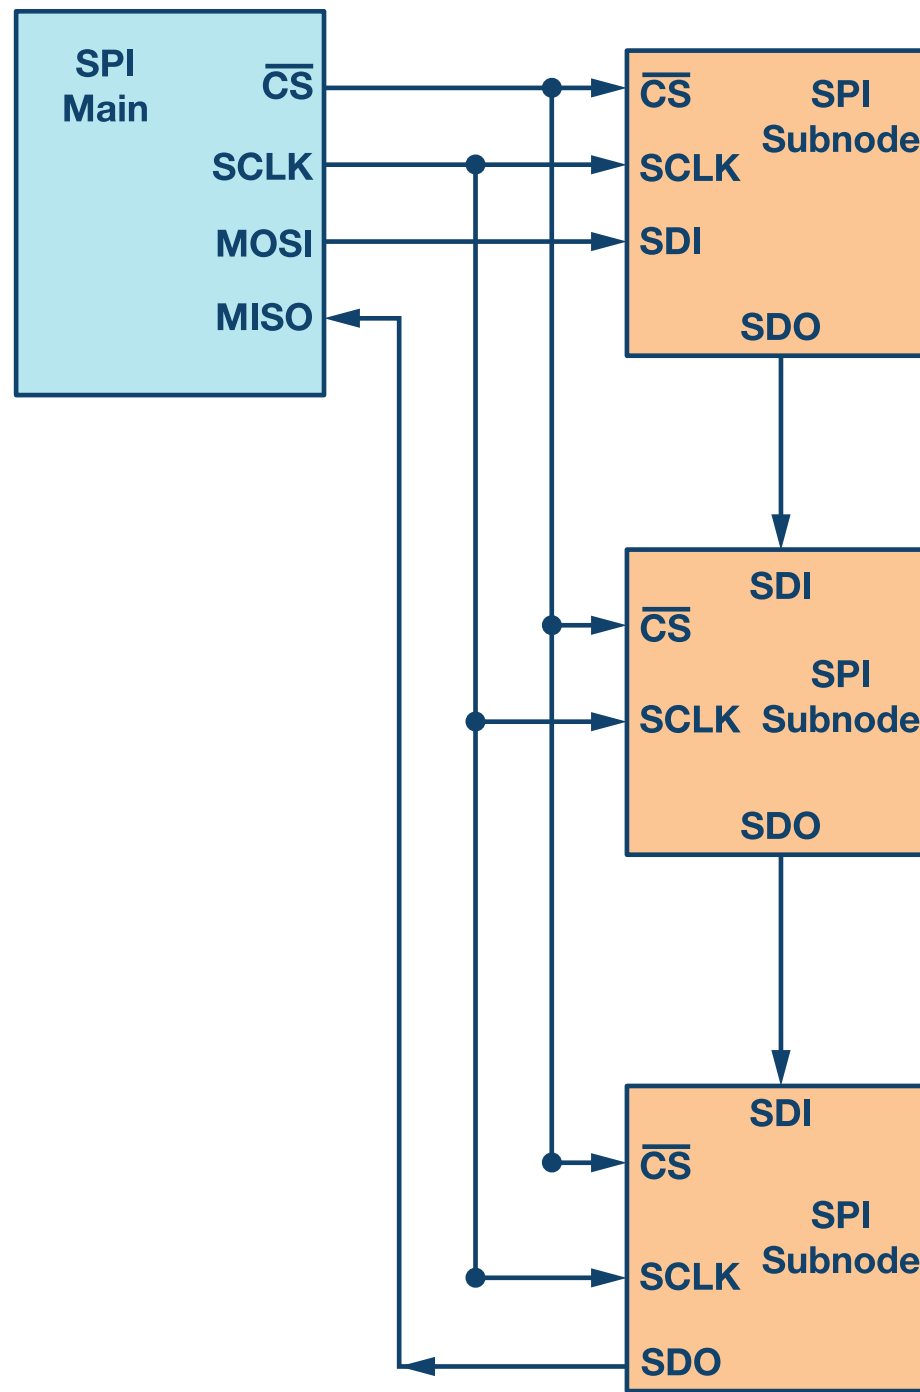 SPI
Main
CS
SCLK
MOSI
MISO
CS
SPI
Subnode
SCLK
SDI
SDO
SDI
CS
SPI
Subnode
SCLK
SDO
SDI
CS
SPI
Subnode
SCLK
SDO